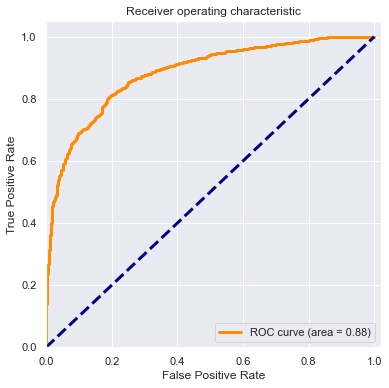 Receiver operating characteristic
True Positive Rate
1.0
0.8
0.6
0.4
0.2
0.0
ROC curve (area = 0.88)
0.0 0.2 0.4 0.6 0.8 1.0
False Positive Rate